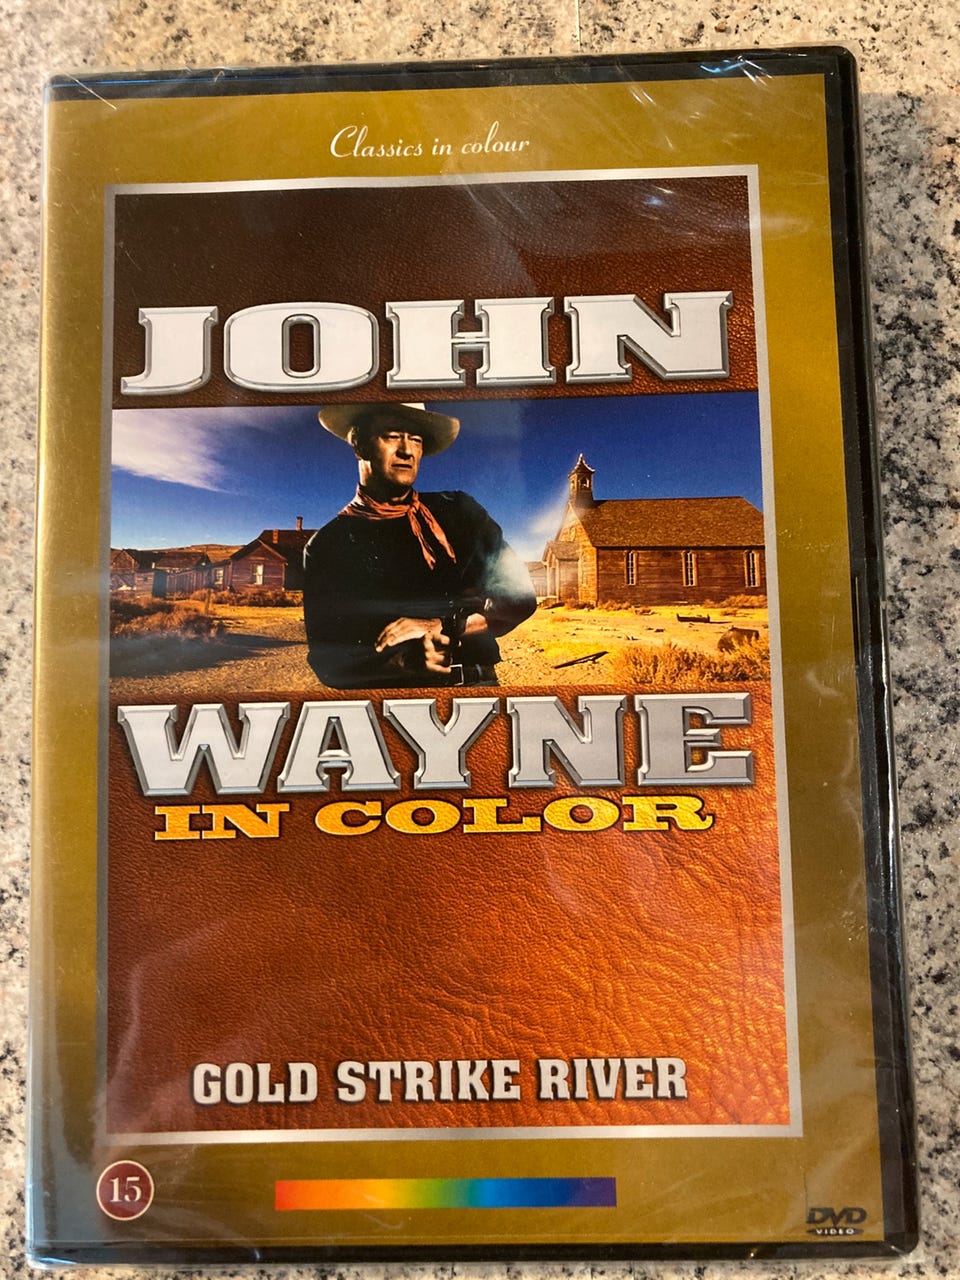 Classics in colour
JOHN
WAYNE
IN COLOR
GOLD STRIKE RIVER
15
DVD
VIDEO